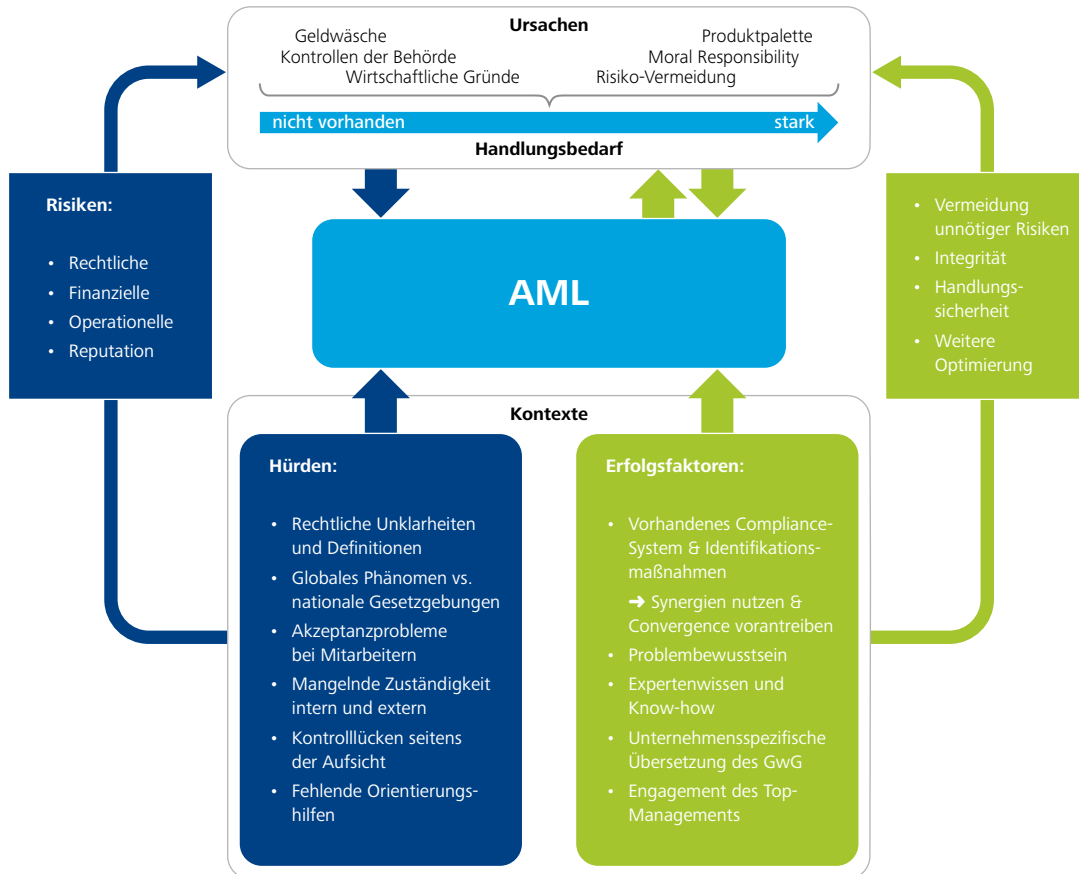 Ursachen
Geldwäsche
Produktpalette
Kontrollen der Behörde
Moral Responsibility
Wirtschaftliche Gründe
Risiko-Vermeidung
nicht vorhanden
stark
Handlungsbedarf
Risiken:
• Rechtliche
• Finanzielle
• Operationelle
• Reputation
AML
• Vermeidung
unnötiger Risiken
• Integrität
• Handlungs-
sicherheit
• Weitere
Optimierung
Kontexte
Hürden:
• Rechtliche Unklarheiten
und Definitionen
• Globales Phänomen vs.
nationale Gesetzgebungen
• Akzeptanzprobleme
bei Mitarbeitern
• Mangelnde Zuständigkeit
intern und extern
• Kontrolllücken seitens
der Aufsicht
• Fehlende Orientierungs-
hilfen
Erfolgsfaktoren:
• Vorhandenes Compliance-
System & Identifikations-
maßnahmen
➔ Synergien nutzen &
Convergence vorantreiben
• Problembewusstsein
• Expertenwissen und
Know-how
• Unternehmensspezifische
Übersetzung des GwG
• Engagement des Top-
Managements